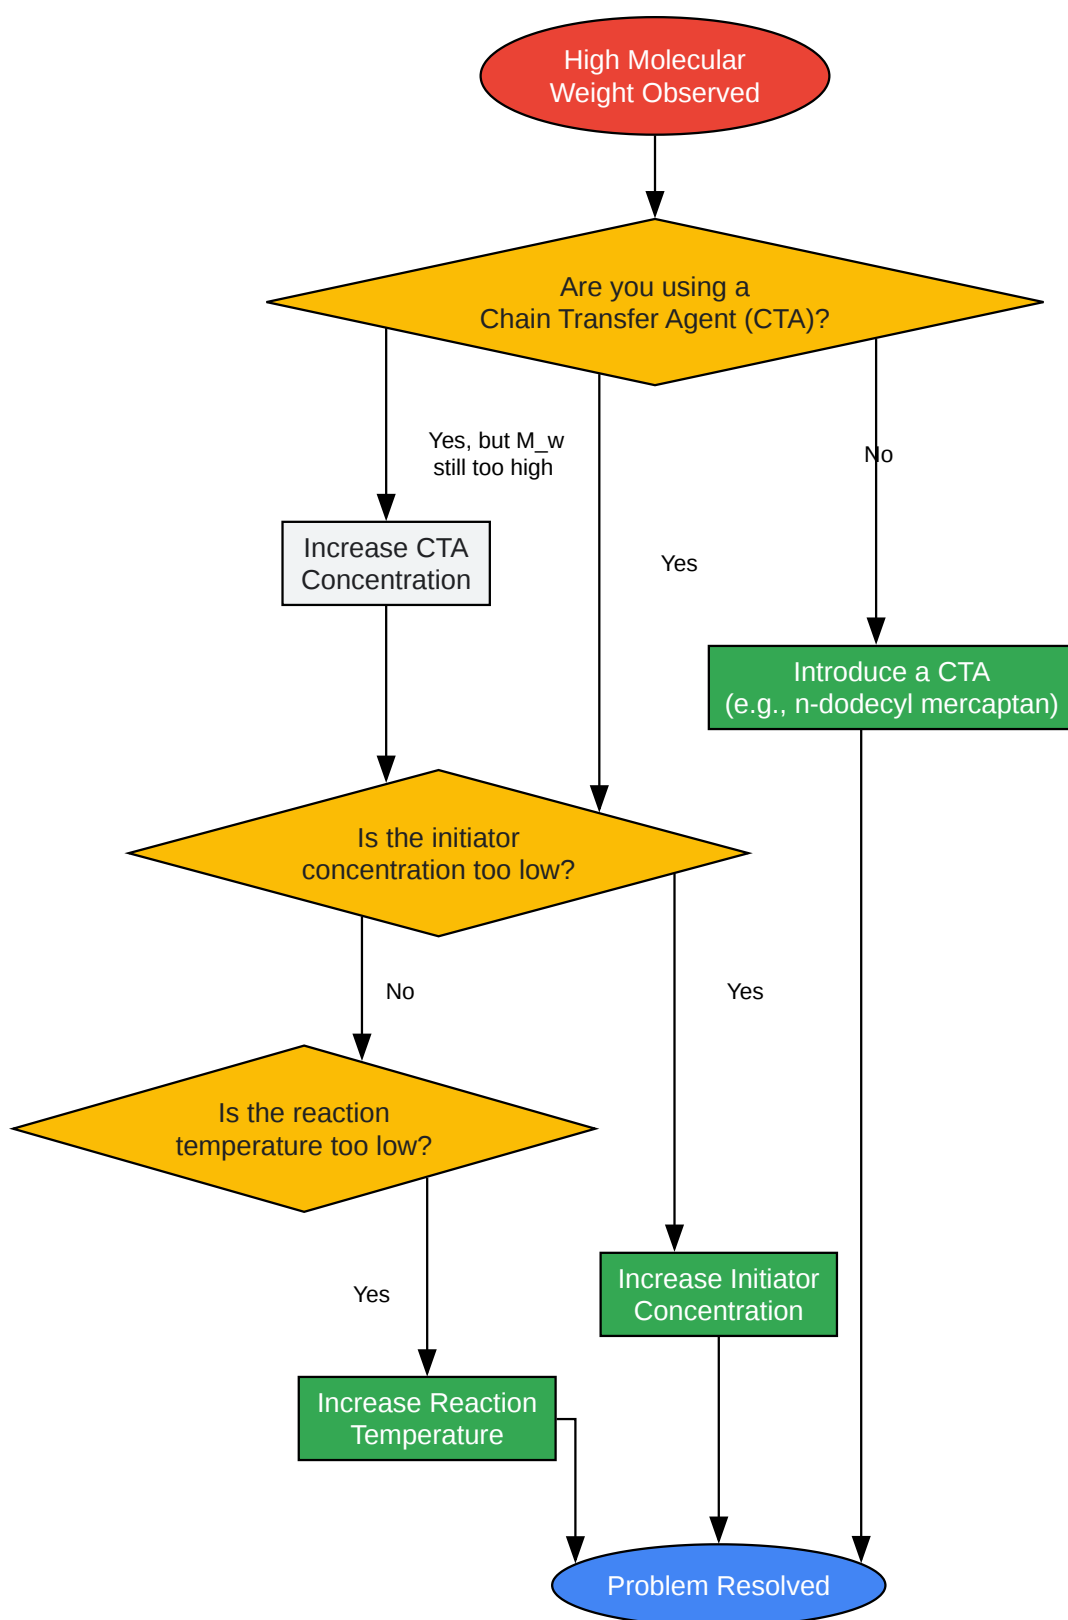 High Molecular
Weight Observed
Are you using a
Chain Transfer Agent (CTA)?
Yes, but M_w
still too high
No
Increase CTA
Concentration
Yes
Introduce a CTA
(e.g., n-dodecyl mercaptan)
Is the initiator
concentration too low?
No
Yes
Is the reaction
temperature too low?
Yes
Increase Initiator
Concentration
Increase Reaction
Temperature
Problem Resolved